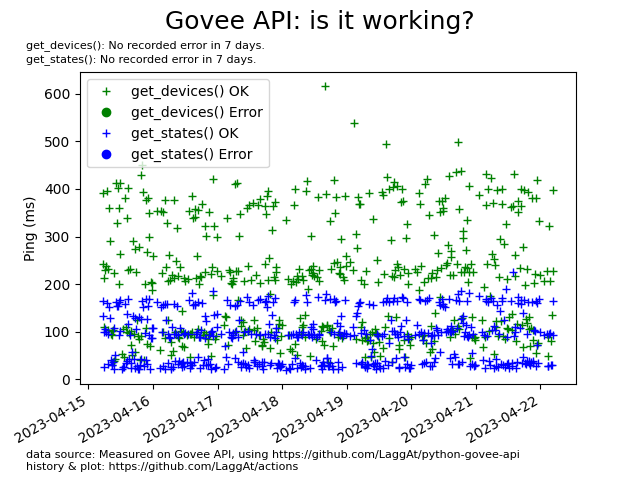 Govee API: is it working?
get_devices(): No recorded error in 7 days.
get_states(): No recorded error in 7 days.
get_devices() OK
get_devices() Error
get_states() OK
get_states() Error
Ping (ms)
600
500
400
300
200
100
0
2023-04-15
2023-04-16
2023-04-17
2023-04-18
2023-04-19
2023-04-20
2023-04-21
2023-04-22
data source: Measured on Govee API, using https://github.com/LaggAt/python-govee-api
history & plot: https://github.com/LaggAt/actions